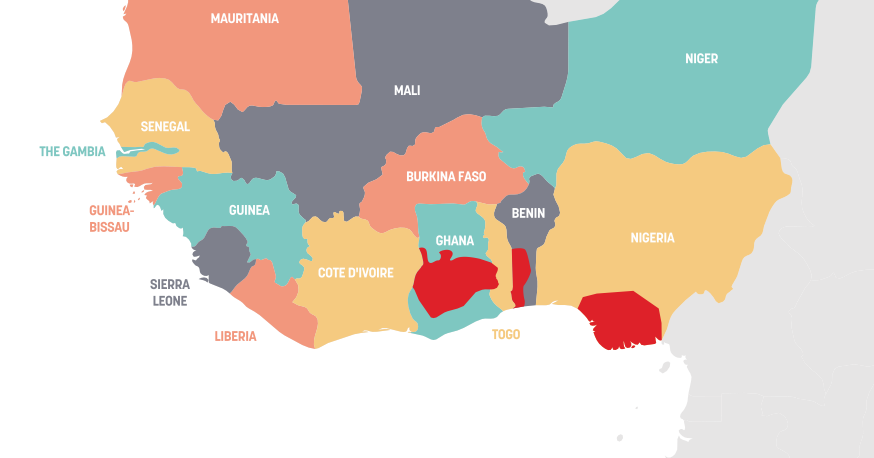 MAURITANIA
NIGER
MALI
SENEGAL
THE GAMBIA
BURKINA FASO
GUINEA-
BISSAU
GUINEA
BENIN
GHANA
NIGERIA
COTE D'IVOIRE
SIERRA
LEONE
LIBERIA
TOGO